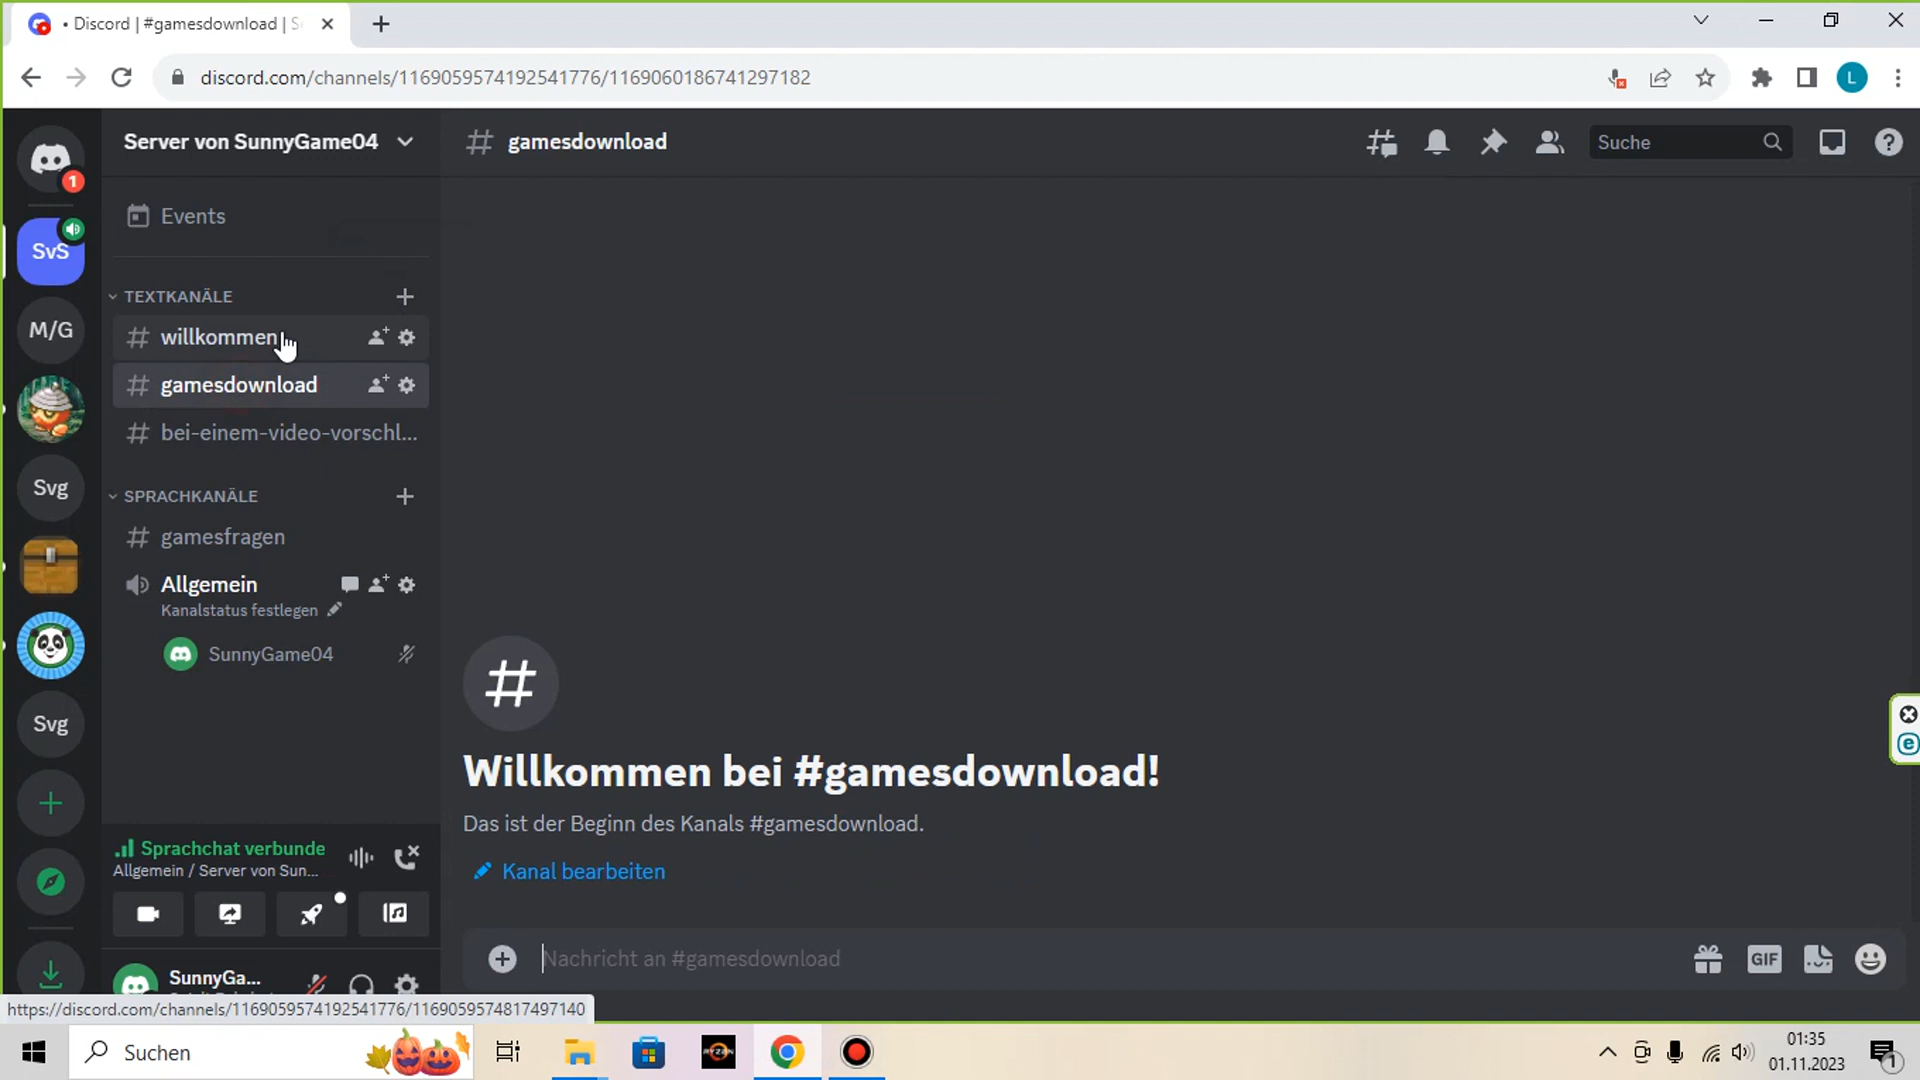 • Discord | #gamesdownload | S
discord.com/channels/1169059574192541776/1169060186741297182
L
1
Server von SunnyGame04
gamesdownload
Suche
SvS
Events
M/G
TEXTKANÄLE
willkommen
gamesdownload
bei-einem-video-vorschl...
Svg
SPRACHKANÄLE
gamesfragen
Allgemein
Kanalstatus festlegen
SunnyGame04
Svg
Willkommen bei #gamesdownload!
Das ist der Beginn des Kanals #gamesdownload.
Kanal bearbeiten
Sprachchat verbunde
Allgemein / Server von Sun...
Nachricht an #gamesdownload
GIF
SunnyGa...
https://discord.com/channels/1169059574192541776/1169059574817497140
Suchen
RYZEN
01:35
01.11.2023
1